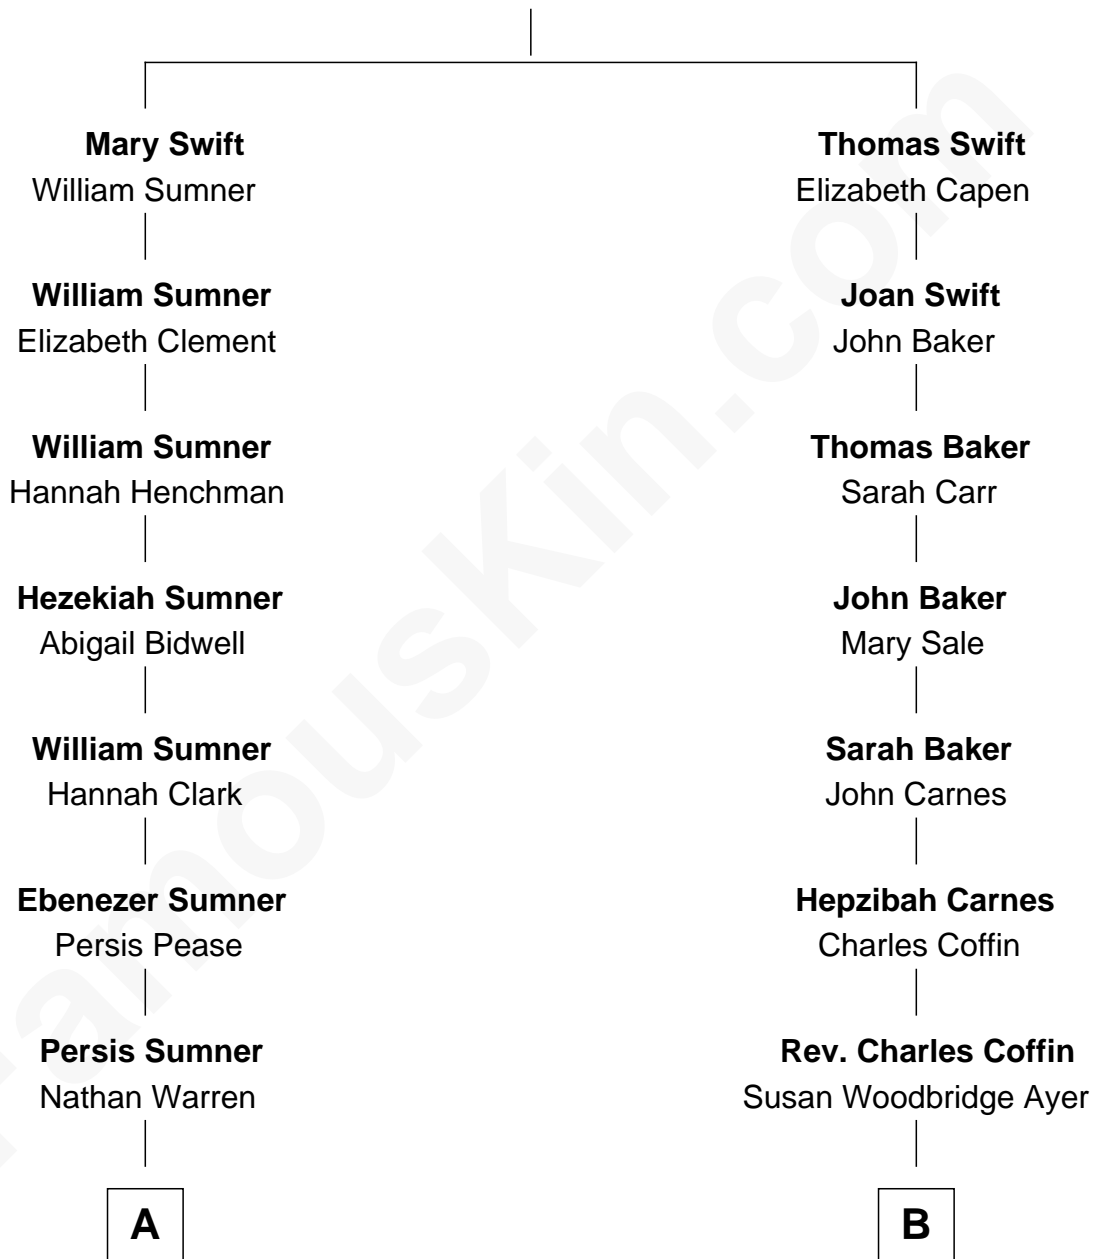 Mary Swift
William Sumner
William Sumner
Elizabeth Clement
William Sumner
Hannah Henchman
Hezekiah Sumner
Abigail Bidwell
William Sumner
Hannah Clark
Ebenezer Sumner
Persis Pease
Persis Sumner
Nathan Warren
A
Thomas Swift
Elizabeth Capen
Joan Swift
John Baker
Thomas Baker
Sarah Carr
John Baker
Mary Sale
Sarah Baker
John Carnes
Hepzibah Carnes
Charles Coffin
Rev. Charles Coffin
Susan Woodbridge Ayer
B
FamousKin.com